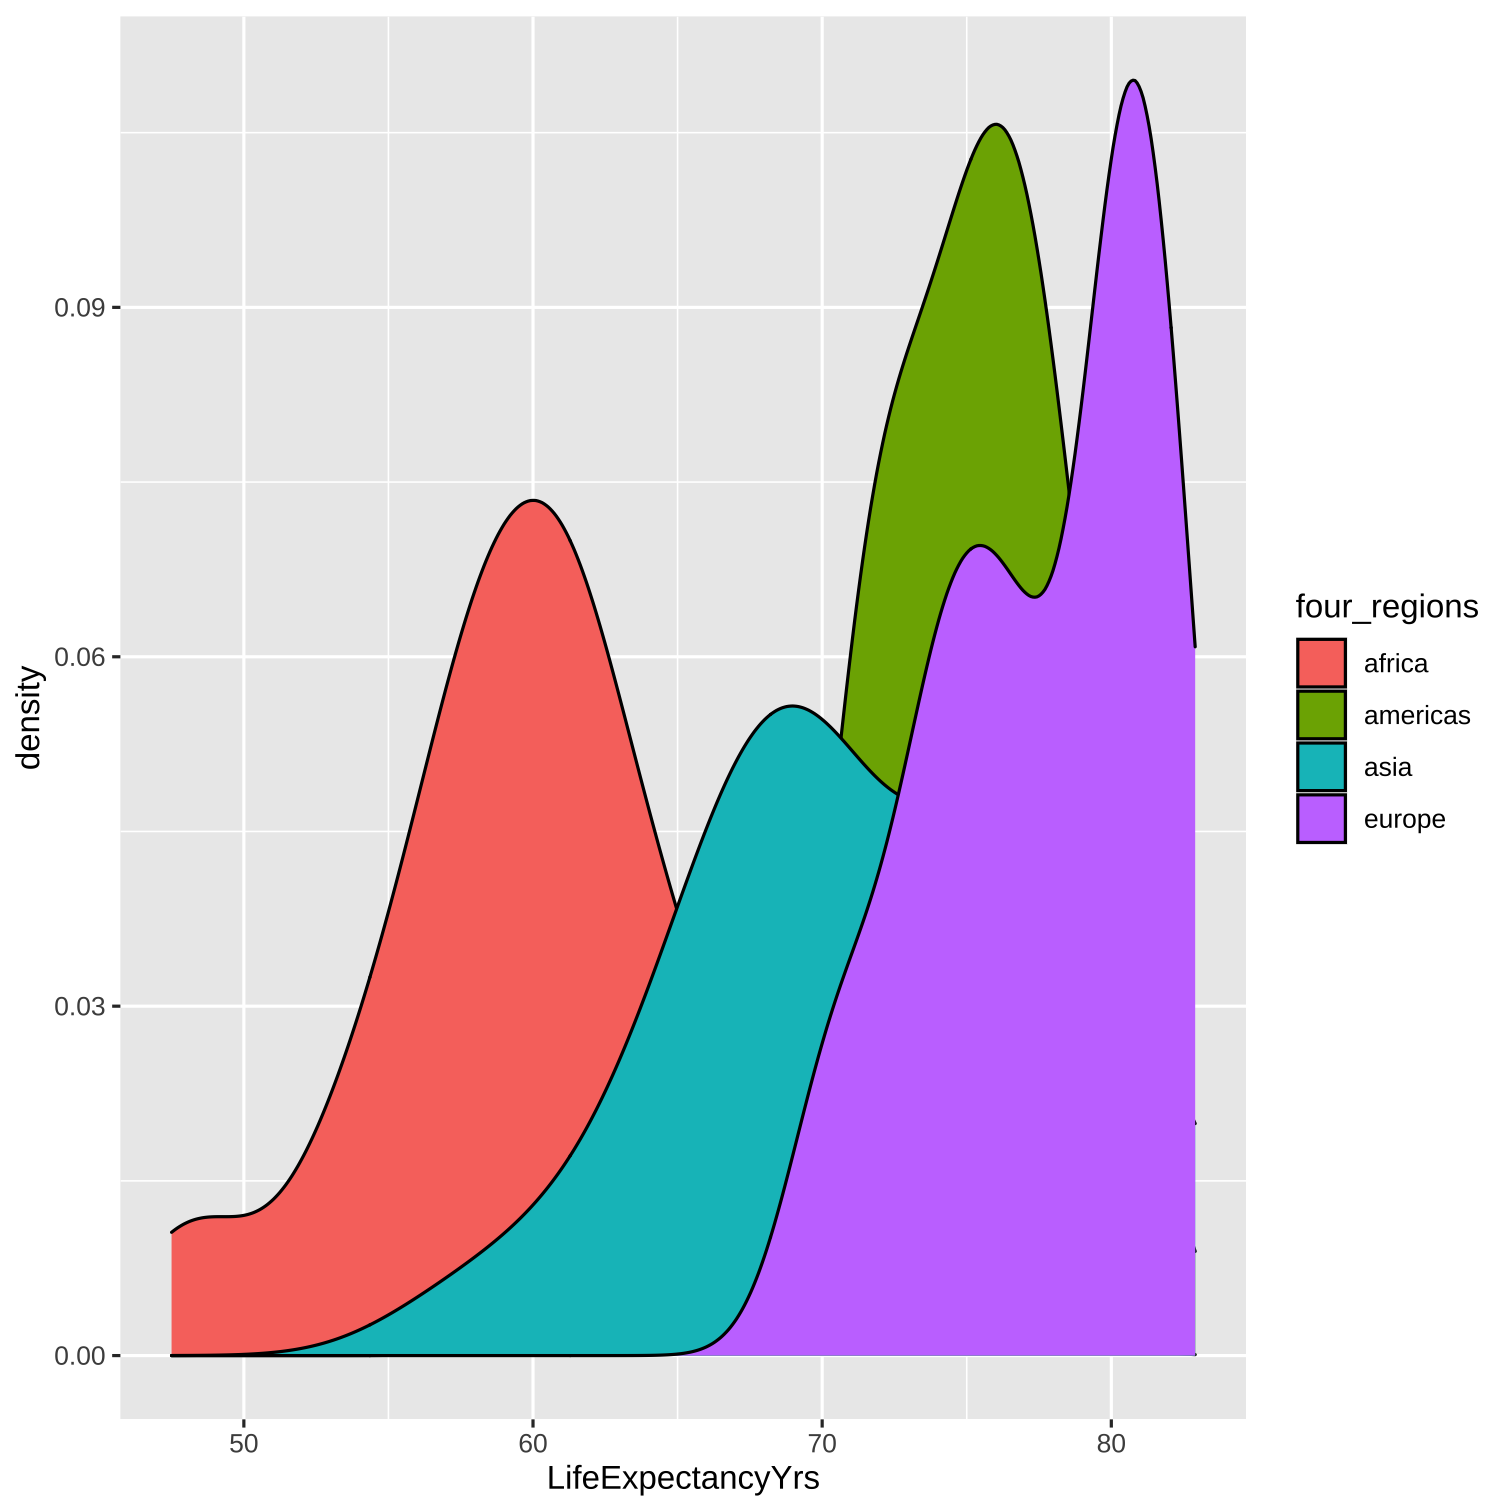 density
0.09
0.06
0.03
0.00
50 60 70 80
LifeExpectancyYrs
four_regions
africa
americas
asia
europe